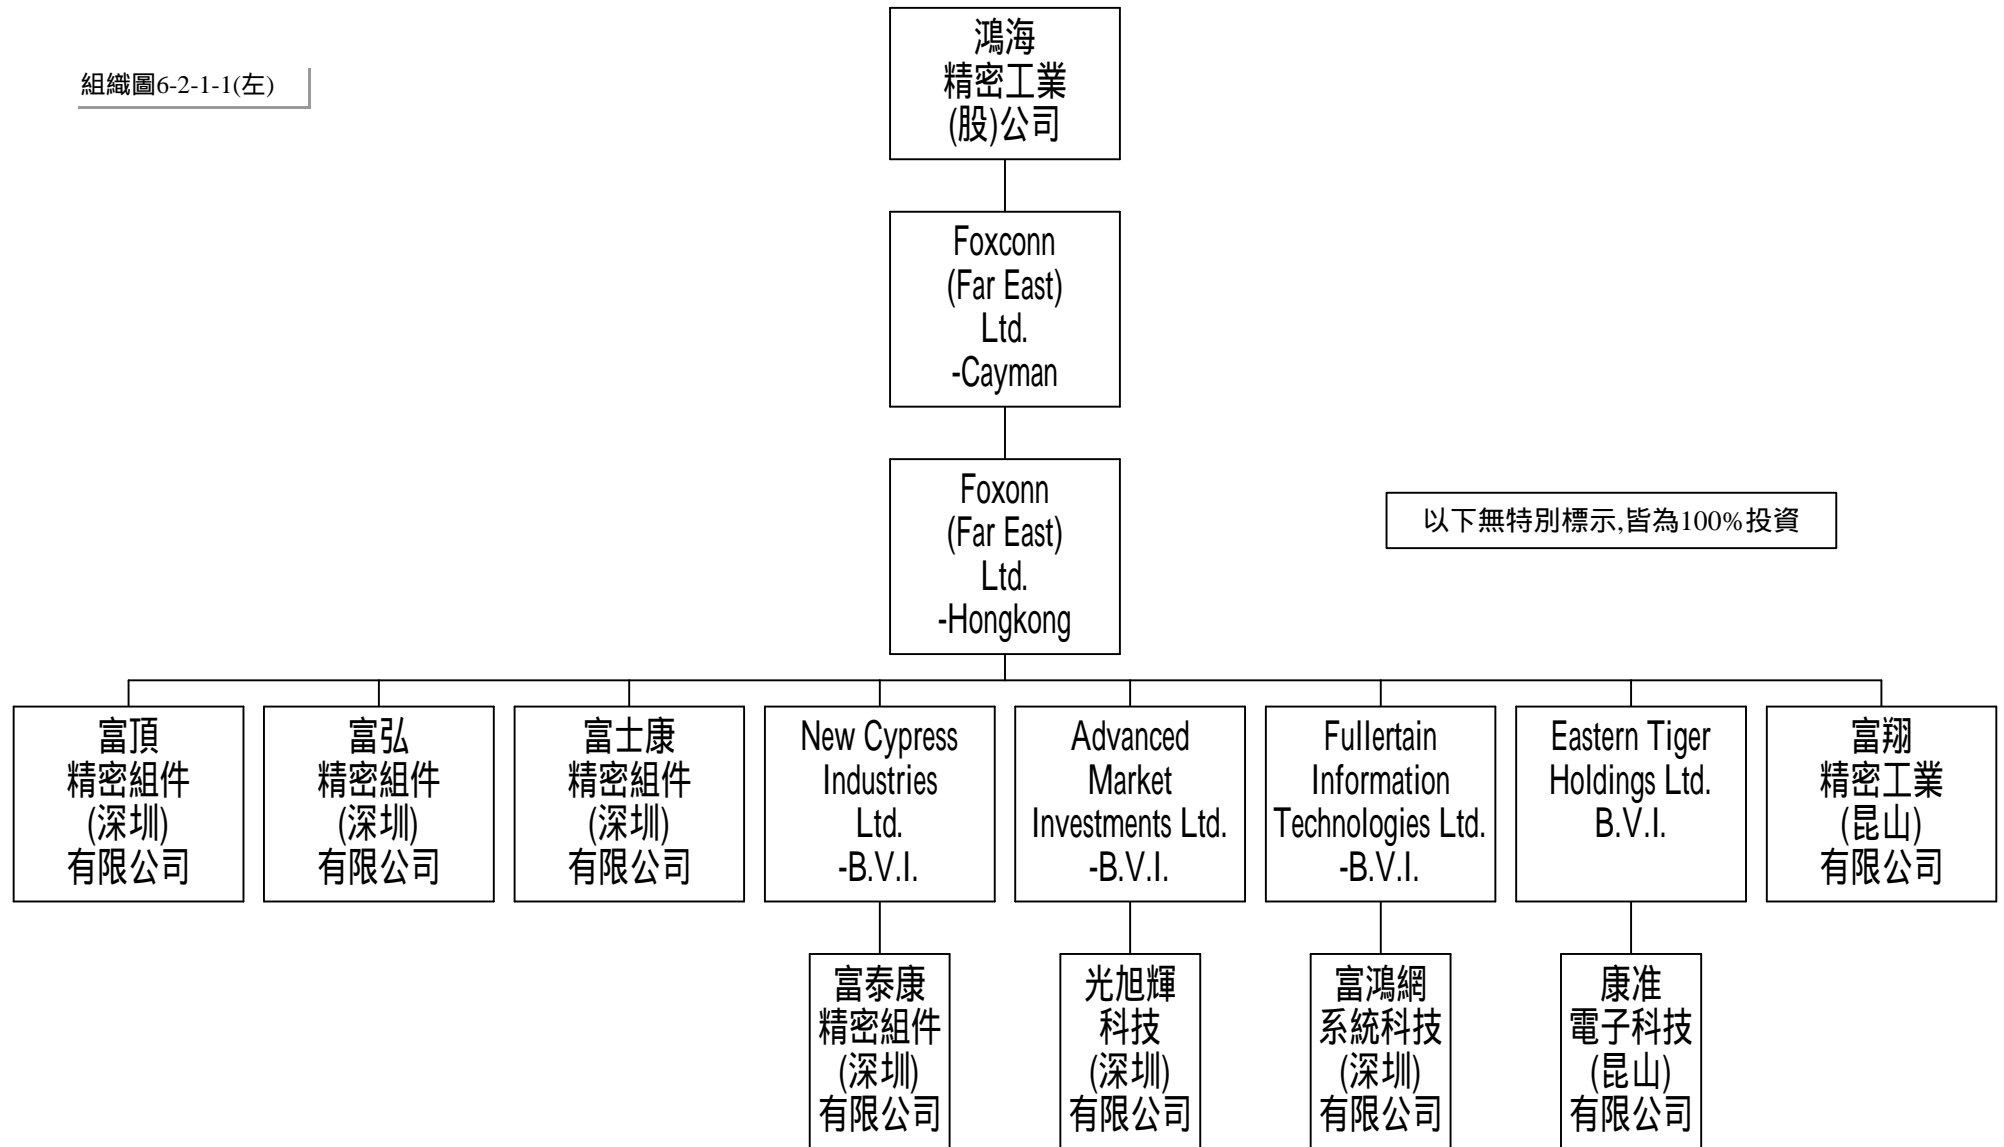 組織圖6-2-1-1(左)
鴻海
精密工業
(股)公司
Foxconn
(Far East)
Ltd.
-Cayman
Foxonn
(Far East)
Ltd.
-Hongkong
以下無特別標示,皆為100%投資
富頂
精密組件
(深圳)
有限公司
富弘
精密組件
(深圳)
有限公司
富士康
精密組件
(深圳)
有限公司
New Cypress
Industries
Ltd.
-B.V.I.
Advanced
Market
Investments Ltd.
-B.V.I.
Fullertain
Information
Technologies Ltd.
-B.V.I.
Eastern Tiger
Holdings Ltd.
B.V.I.
富翔
精密工業
(昆山)
有限公司
富泰康
精密組件
(深圳)
有限公司
光旭輝
科技
(深圳)
有限公司
富鴻網
系統科技
(深圳)
有限公司
康准
電子科技
(昆山)
有限公司